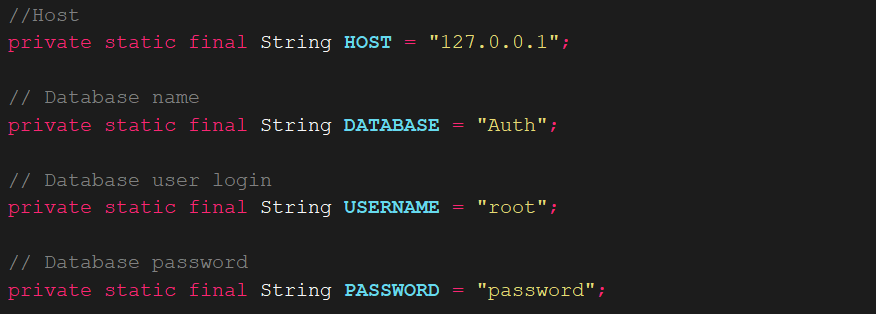 //Host
private static final String HOST = "127.0.0.1";
// Database name
private static final String DATABASE = "Auth";
// Database user login
private static final String USERNAME = "root";
// Database password
private static final String PASSWORD = "password";